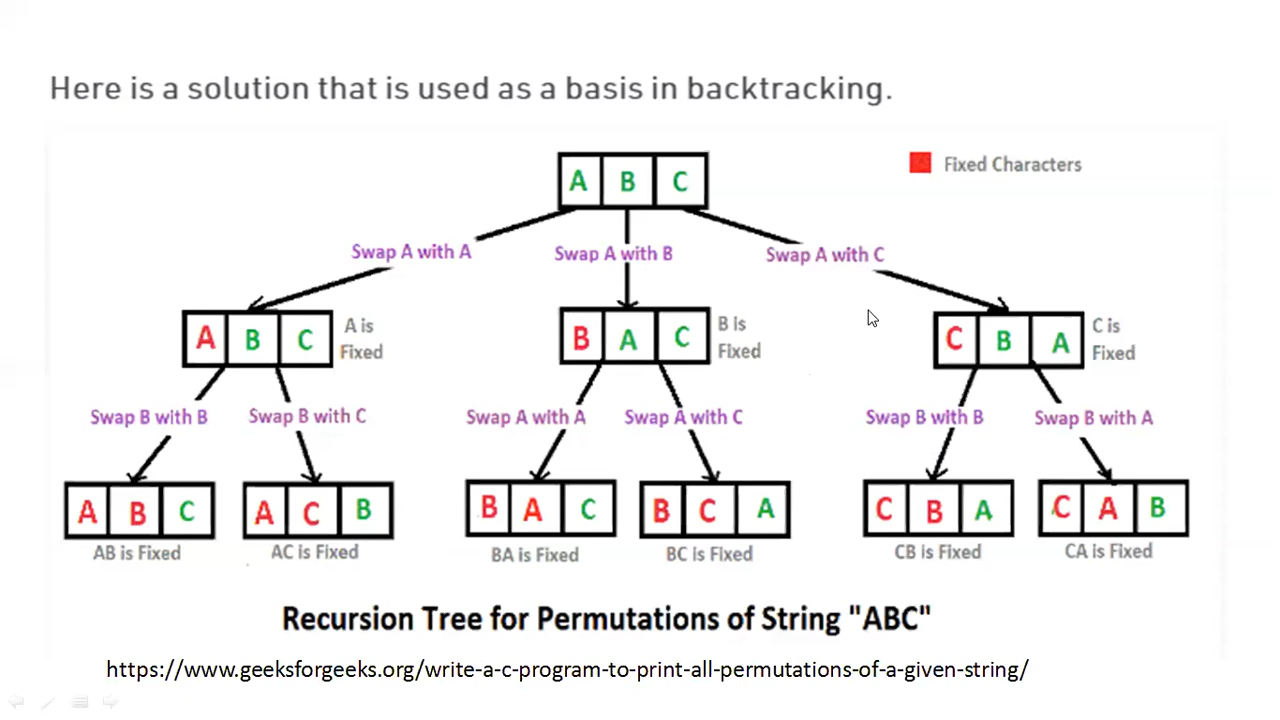 Here is a solution that is used as a basis in backtracking.
A B C
Fixed Characters
Swap A with A
Swap A with B
Swap A with C
A B C
A is
Fixed
B A C
B is
Fixed
C B A
C is
Fixed
Swap B with B
Swap B with C
Swap A with A
Swap A with C
Swap B with B
Swap B with A
A B C
A C B
B A C
B C A
C B A
C A B
AB is Fixed
AC is Fixed
BA is Fixed
BC is Fixed
CB is Fixed
CA is Fixed
Recursion Tree for Permutations of String "ABC"
https://www.geeksforgeeks.org/write-a-c-program-to-print-all-permutations-of-a-given-string/